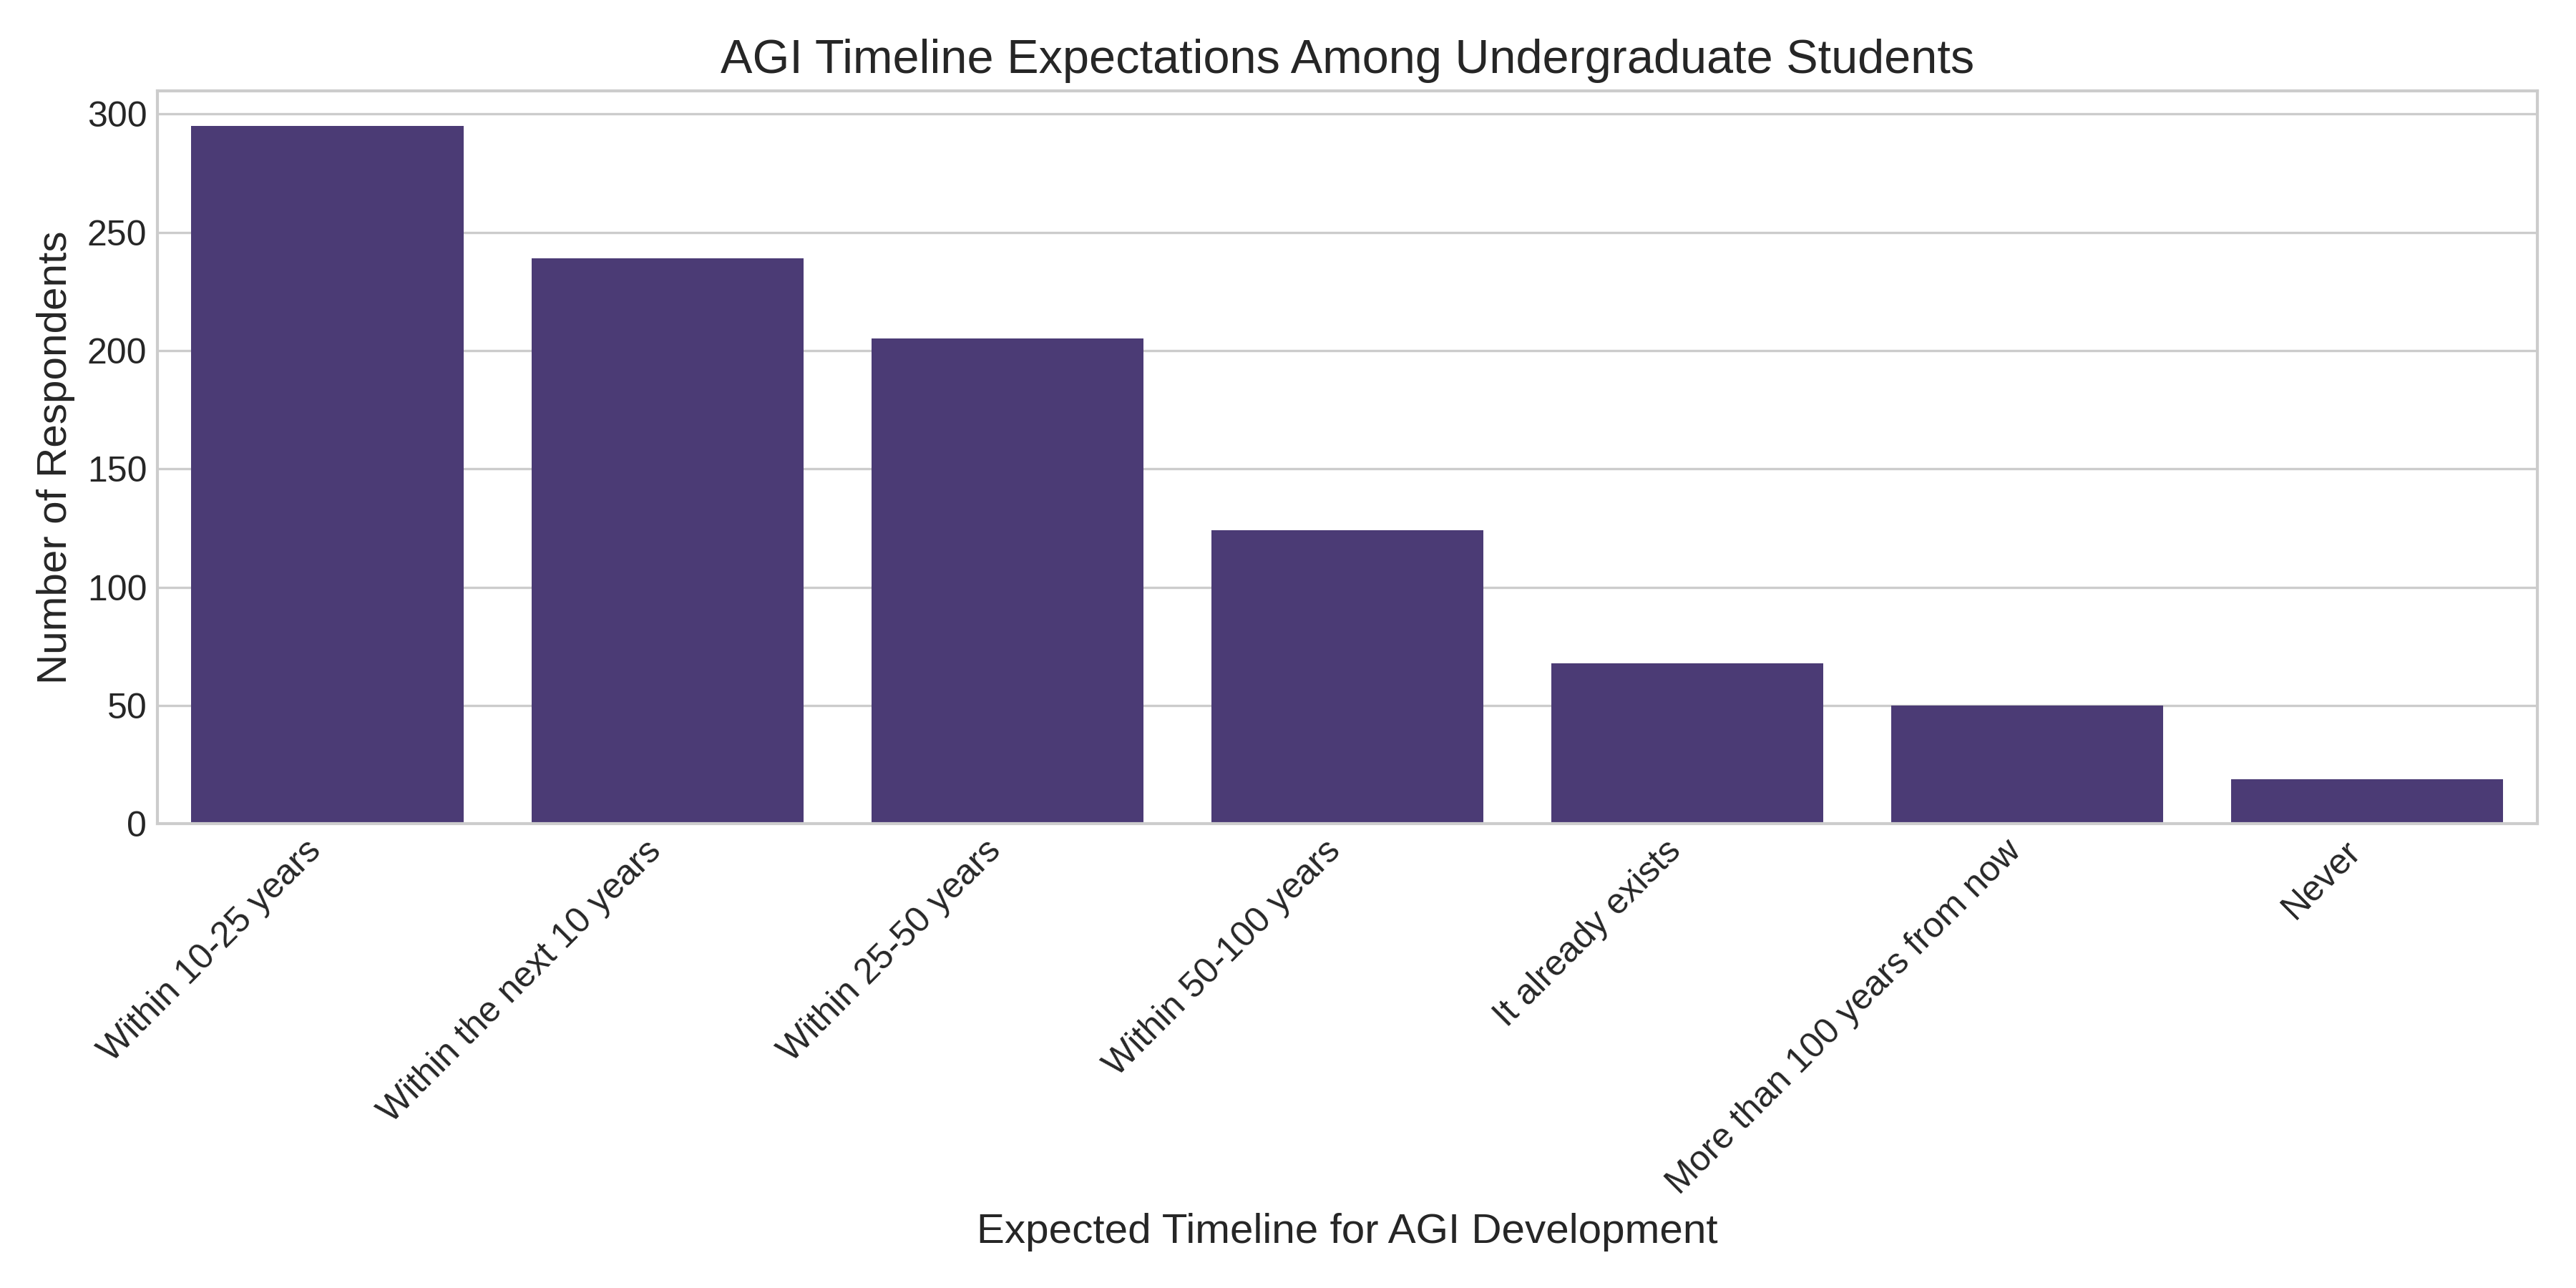 AGI Timeline Expectations Among Undergraduate Students
Number of Respondents
300
250
200
150
100
50
0
Within 10-25 years
Within the next 10 years
Within 25-50 years
Within 50-100 years
It already exists
More than 100 years from now
Never
Expected Timeline for AGI Development